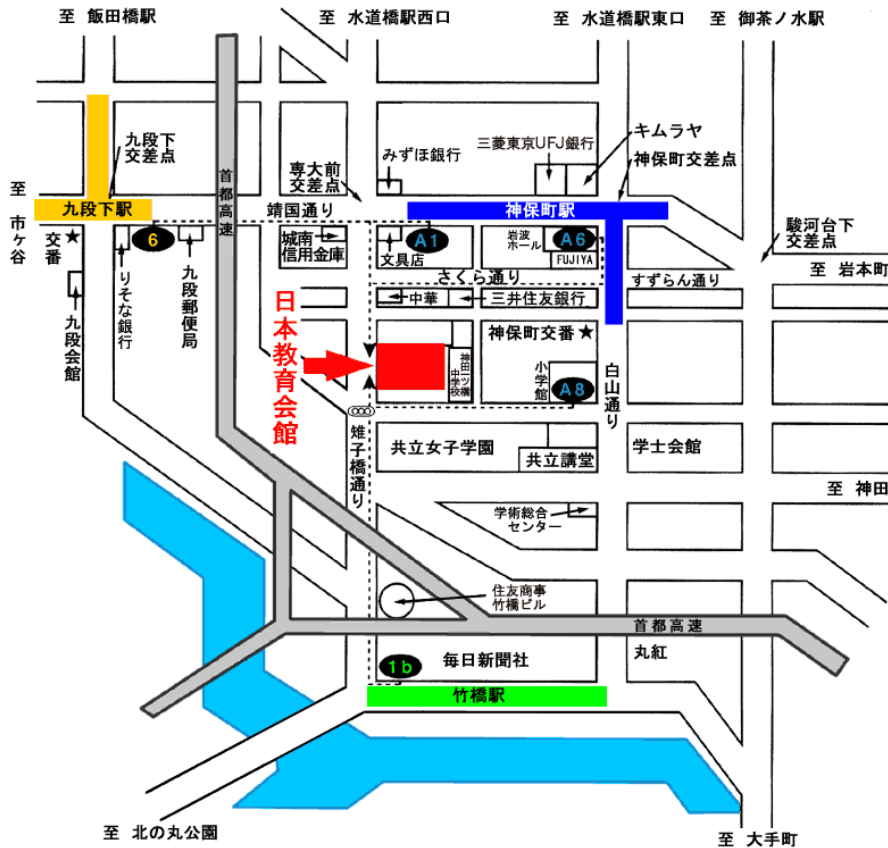 至 飯田橋駅
至 水道橋駅西口
至 水道橋駅東口
至 御茶ノ水駅
九段下
交差点
首都高速
専大前
交差点
みずほ銀行
三菱東京UFJ銀行
キムラヤ
神保町交差点
至 市ヶ谷
九段下駅
靖国通り
神保町駅
交番
6
城南
信用金庫
文具店
A1
岩波
ホール
A6
FUJIYA
駿河台下
交差点
さくら通り
すずらん通り
至 岩本町
九段会館
りそな銀行
九段郵便局
中華
三井住友銀行
日本教育会館
神保町交番
神田一ツ橋
中学校
小学館
A8
白山通り
雉子橋通り
共立女子学園
共立講堂
学士会館
至 神田
学術総合
センター
住友商事
竹橋ビル
首都高速
丸紅
1b
毎日新聞社
竹橋駅
至 北の丸公園
至 大手町